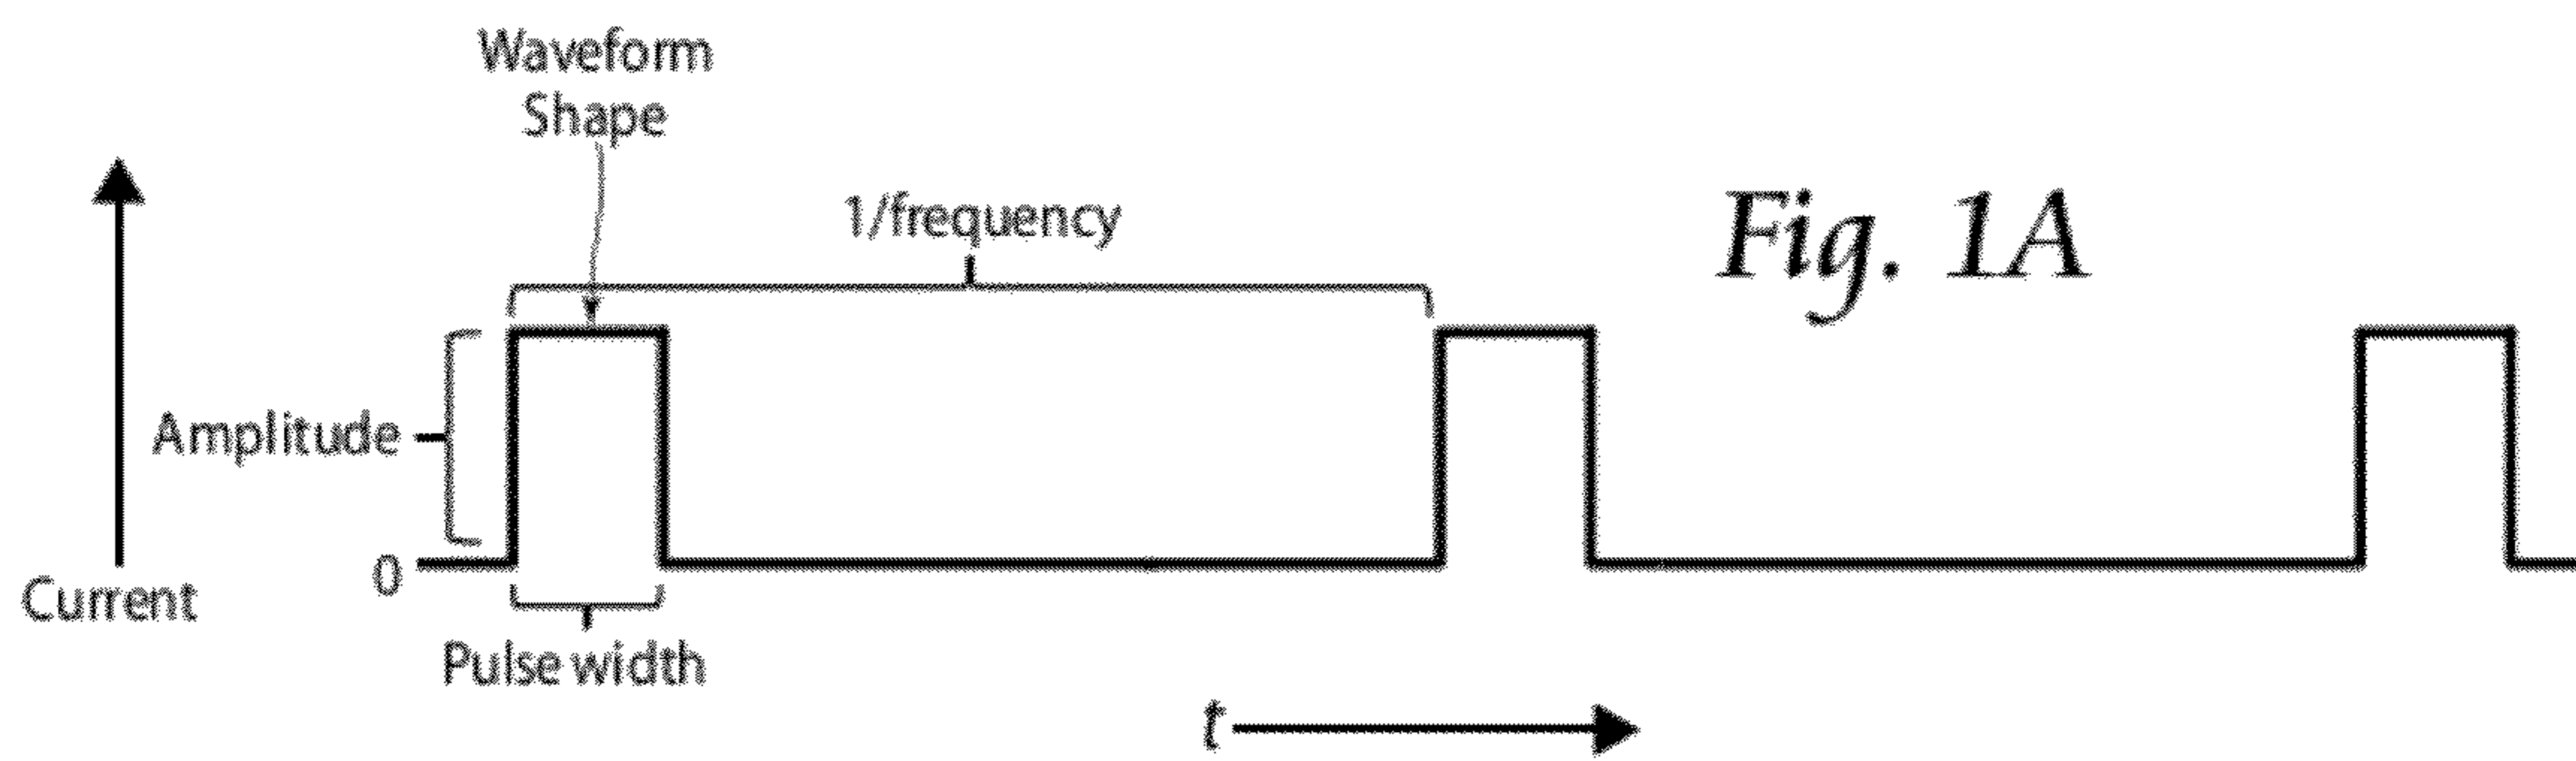 Waveform
Shape
1/frequency
Fig. 1A
Amplitude
0
Current
Pulse width
t